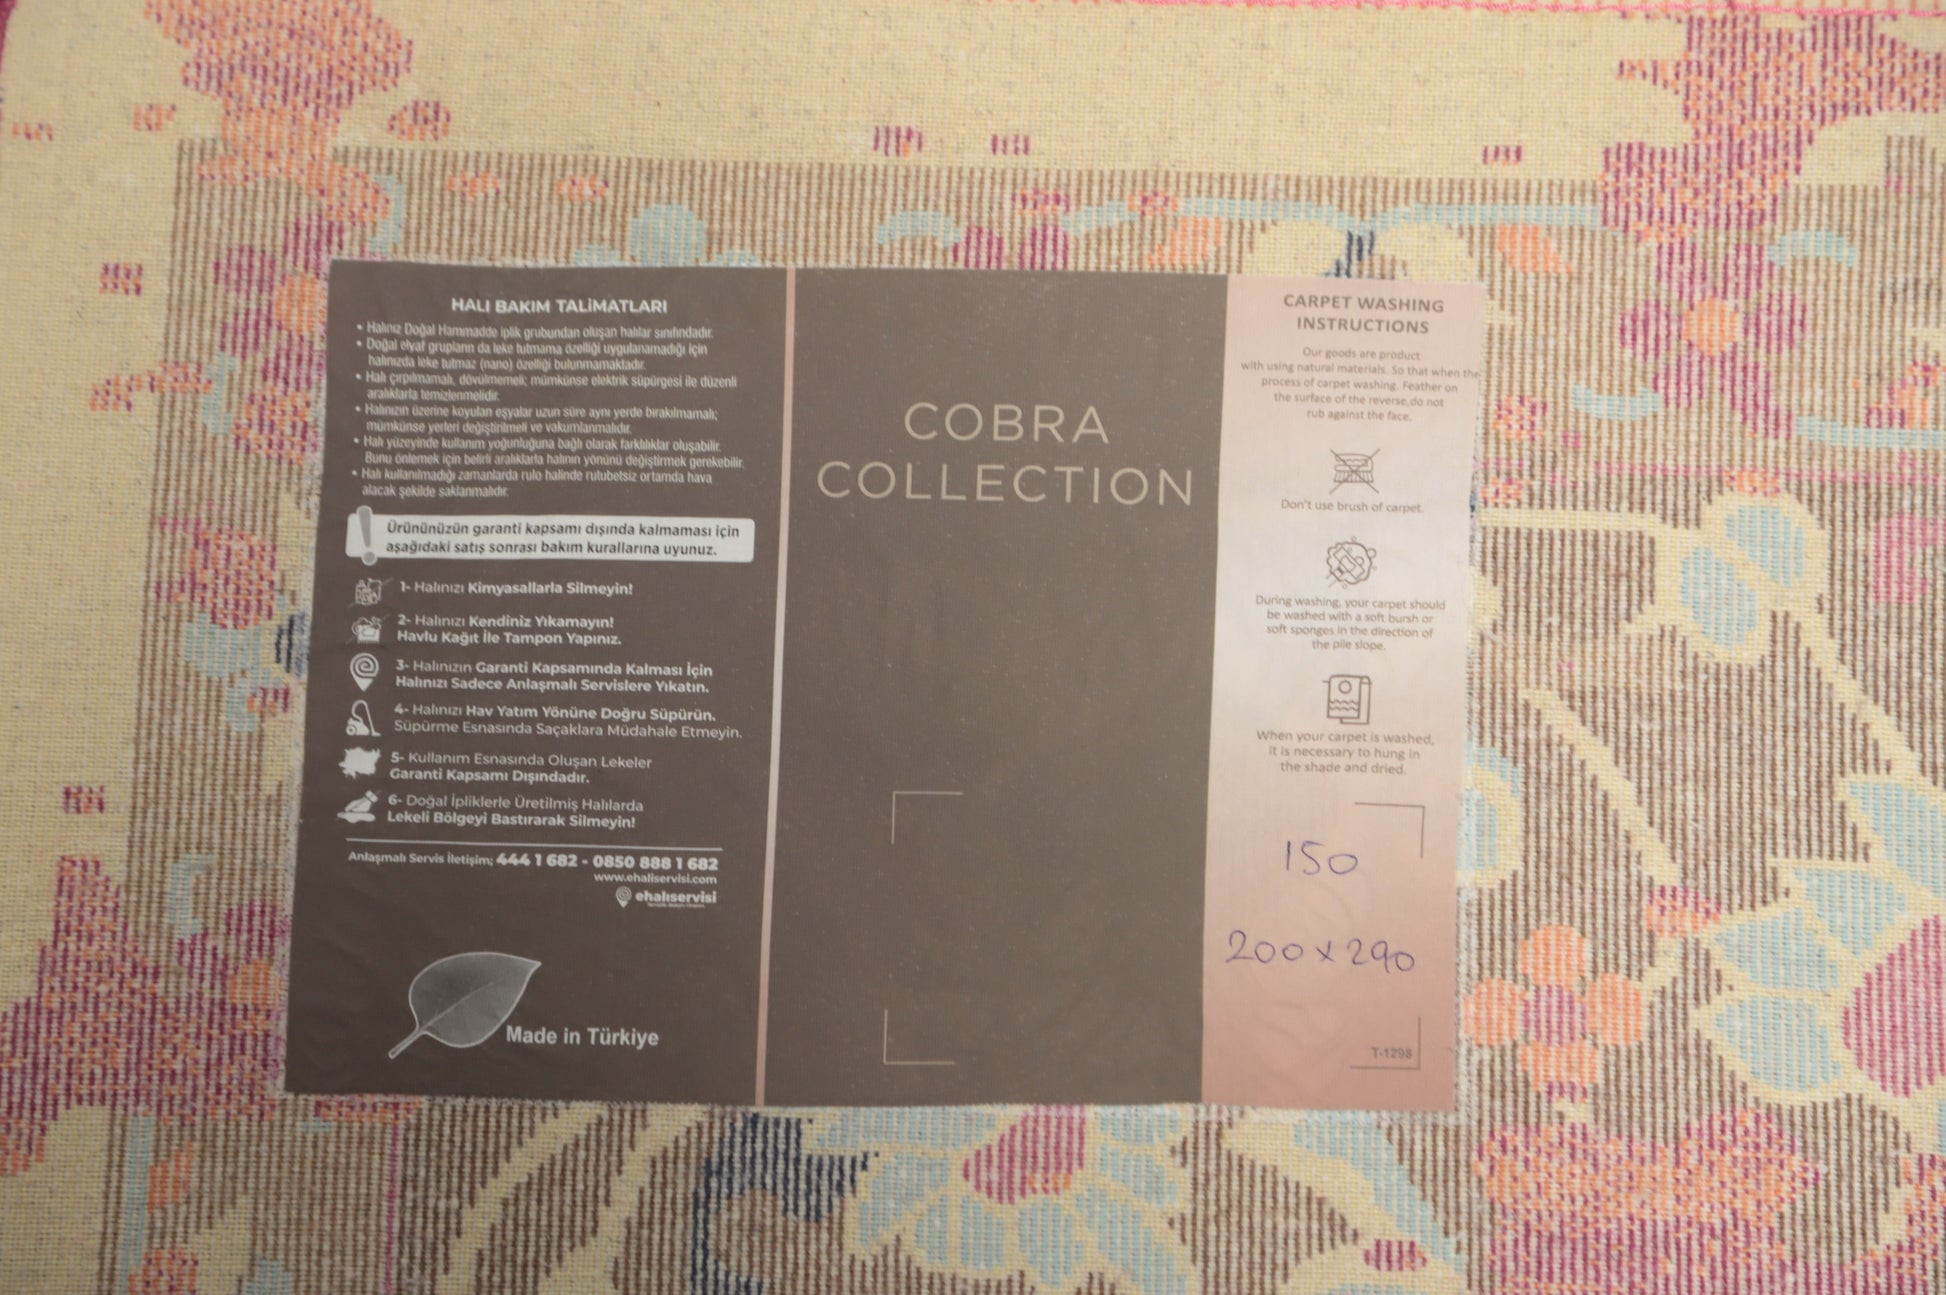 HALI BAKIM TALİMATLARI
• Halınız Doğal Hammadde iplik grubundan oluşan halılar sınıfındadır.
• Doğal elyaf grupların da leke tutmama özelliği uygulanamadığı için
halınızda leke tutmaz (nano) özelliği bulunmamaktadır.
• Halı çırpılmamalı, dövülmemeli; mümkünse elektrik süpürgesi ile düzenli
aralıklarla temizlenmelidir.
• Halınızın üzerine koyulan eşyalar uzun süre aynı yerde bırakılmamalı;
mümkünse yerleri değiştirilmeli ve vakumlanmalıdır.
• Halı yüzeyinde kullanım yoğunluğuna bağlı olarak farklılıklar oluşabilir.
Bunu önlemek için belirli aralıklarla halının yönünü değiştirmek gerekebilir.
• Halı kullanılmadığı zamanlarda rulo halinde rutubetsiz ortamda hava
alacak şekilde saklanmalıdır.
Ürününüzün garanti kapsamı dışında kalmaması için
aşağıdaki satış sonrası bakım kurallarına uyunuz.
1- Halınızı Kimyasallarla Silmeyin!
2- Halınızı Kendiniz Yıkamayın!
Havlu Kağıt İle Tampon Yapınız.
3- Halınızın Garanti Kapsamında Kalması İçin
Halınızı Sadece Anlaşmalı Servislere Yıkatın.
4- Halınızı Hav Yatım Yönüne Doğru Süpürün.
Süpürme Esnasında Saçaklara Müdahale Etmeyin.
5- Kullanım Esnasında Oluşan Lekeler
Garanti Kapsamı Dışındadır.
6- Doğal İpliklerle Üretilmiş Halılarda
Lekeli Bölgeyi Bastırarak Silmeyin!
Anlaşmalı Servis İletişim; 444 1 682 - 0850 888 1 682
www.ehaliservisi.com
ehalıservisi
Made in Türkiye
COBRA
COLLECTION
CARPET WASHING
INSTRUCTIONS
Our goods are product
with using natural materials. So that when the
process of carpet washing. Feather on
the surface of the reverse,do not
rub against the face.
Don't use brush of carpet.
During washing, your carpet should
be washed with a soft bursh or
soft sponges in the direction of
the pile slope.
When your carpet is washed,
it is necessary to hung in
the shade and dried.
150
200 x 290
T-1298